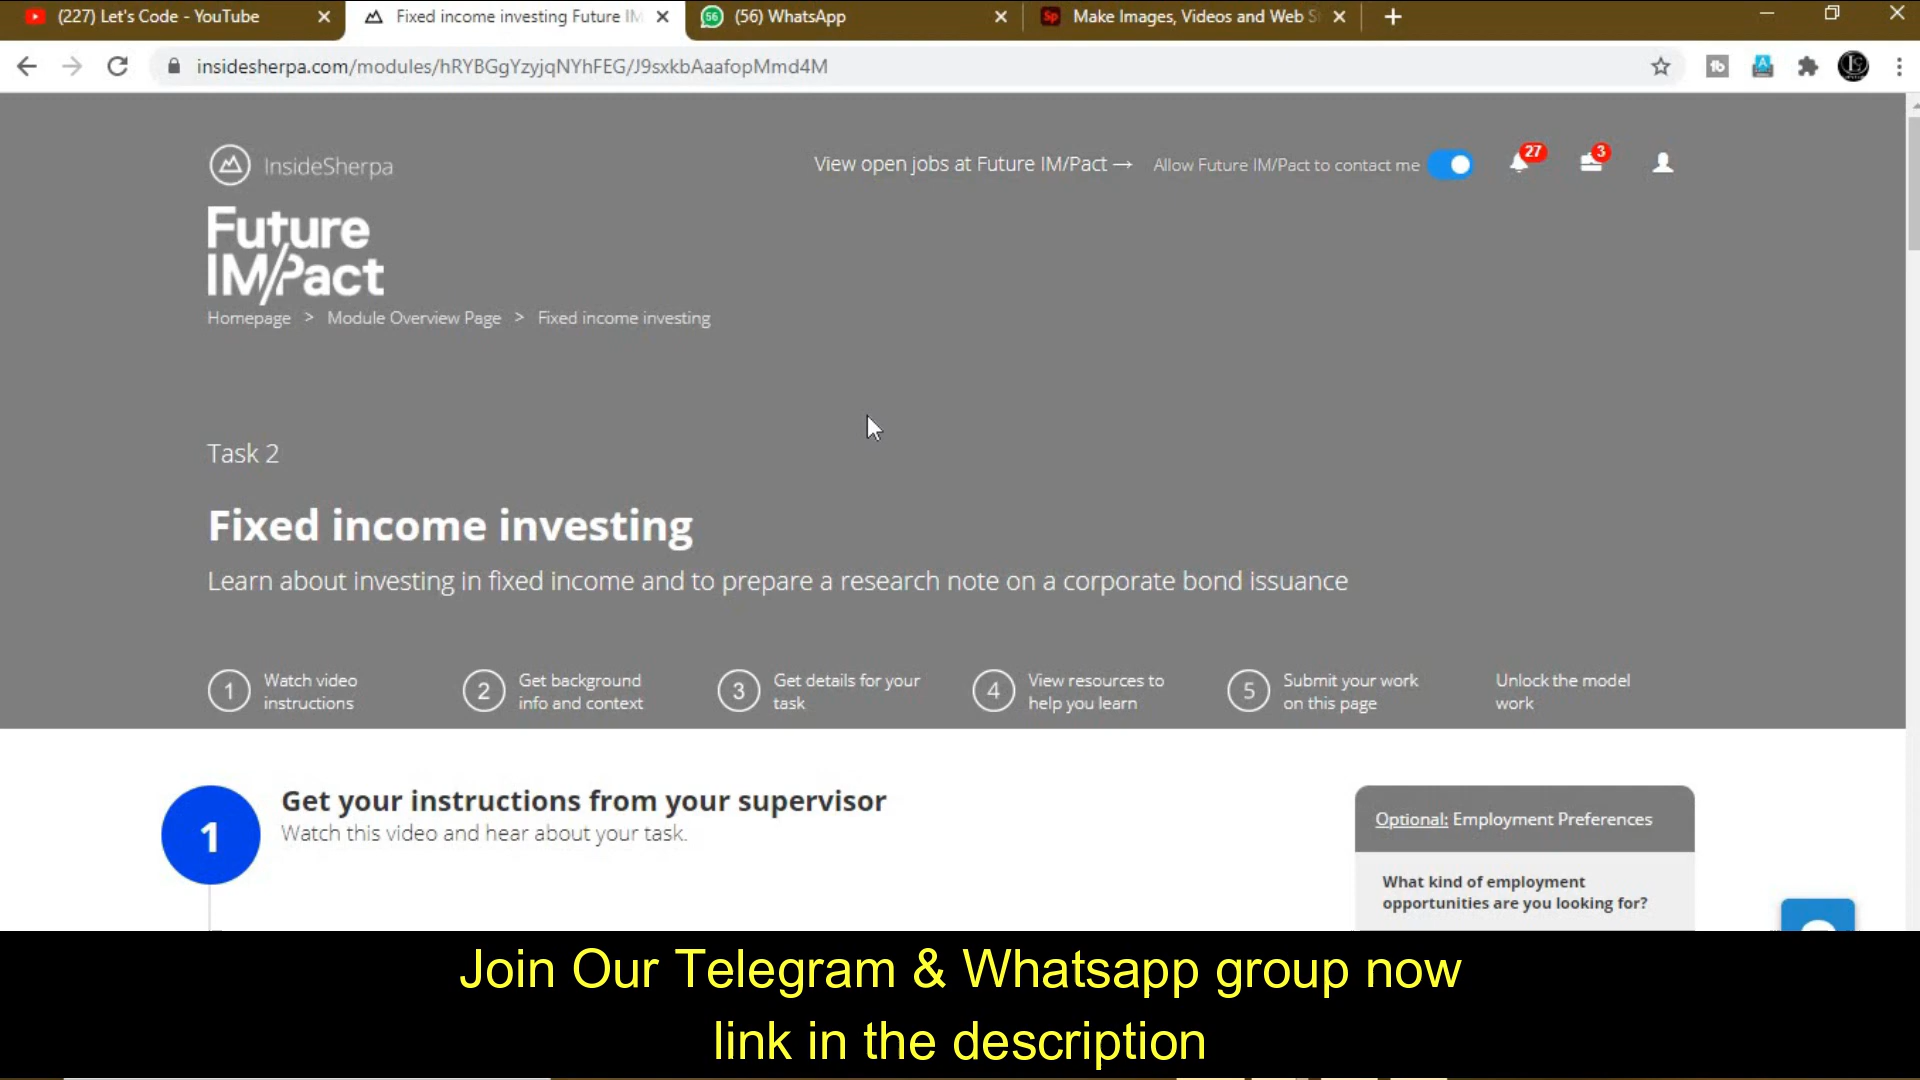 (227) Let's Code - YouTube
Fixed income investing Future IM
56
(56) WhatsApp
Sp
Make Images, Videos and Web S
insidesherpa.com/modules/hRYBGgYzyjqNYhFEG/J9sxkbAaafopMmd4M
InsideSherpa
View open jobs at Future IM/Pact →
Allow Future IM/Pact to contact me
27
3
Future
IM/Pact
Homepage > Module Overview Page > Fixed income investing
Task 2
Fixed income investing
Learn about investing in fixed income and to prepare a research note on a corporate bond issuance
1 Watch video
instructions
2 Get background
info and context
3 Get details for your
task
4 View resources to
help you learn
5 Submit your work
on this page
Unlock the model
work
1
Get your instructions from your supervisor
Watch this video and hear about your task.
Optional: Employment Preferences
What kind of employment
opportunities are you looking for?
Join Our Telegram & Whatsapp group now
link in the description